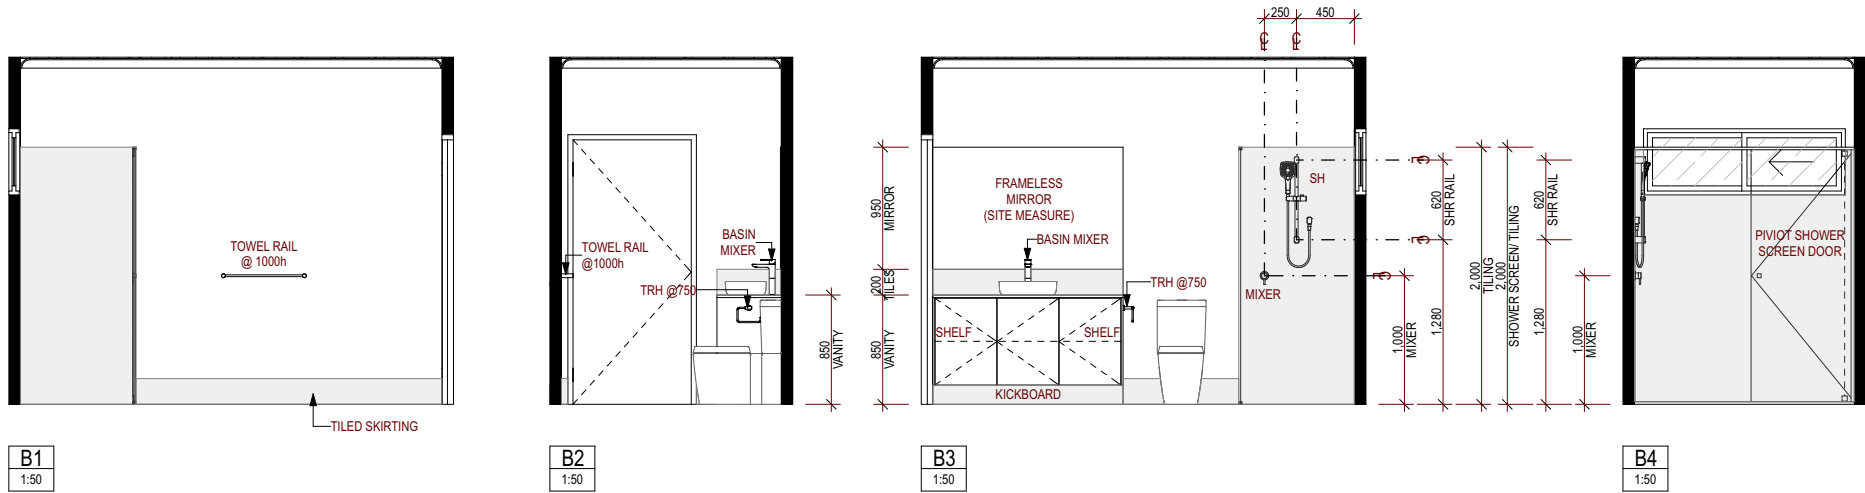 TOWEL RAIL
@ 1000h
TILED SKIRTING
B1
1:50
TOWEL RAIL
@1000h
BASIN
MIXER
TRH @750
850
VANITY
B2
1:50
250
450
950
MIRROR
200
TILES
850
VANITY
FRAMELESS
MIRROR
(SITE MEASURE)
BASIN MIXER
SHELF
SHELF
KICKBOARD
TRH @750
SH
MIXER
1,000
MIXER
620
SHR RAIL
1,280
2,000
TILING
2,000
SHOWER SCREEN/ TILING
B3
1:50
620
SHR RAIL
1,280
1,000
MIXER
PIVIOT SHOWER
SCREEN DOOR
B4
1:50